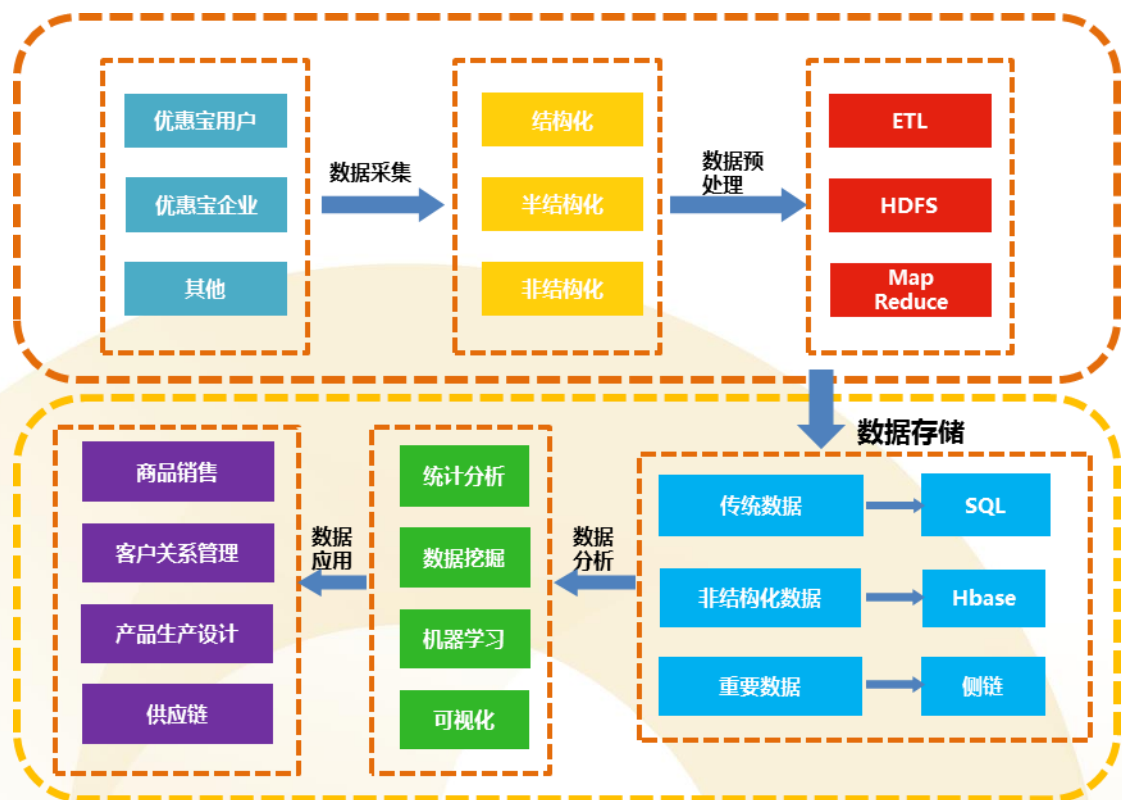 优惠宝用户
优惠宝企业
其他
数据采集
结构化
半结构化
非结构化
数据预
处理
ETL
HDFS
Map
Reduce
数据存储
传统数据
SQL
非结构化数据
Hbase
重要数据
侧链
数据
分析
统计分析
数据挖掘
机器学习
可视化
数据
应用
商品销售
客户关系管理
产品生产设计
供应链